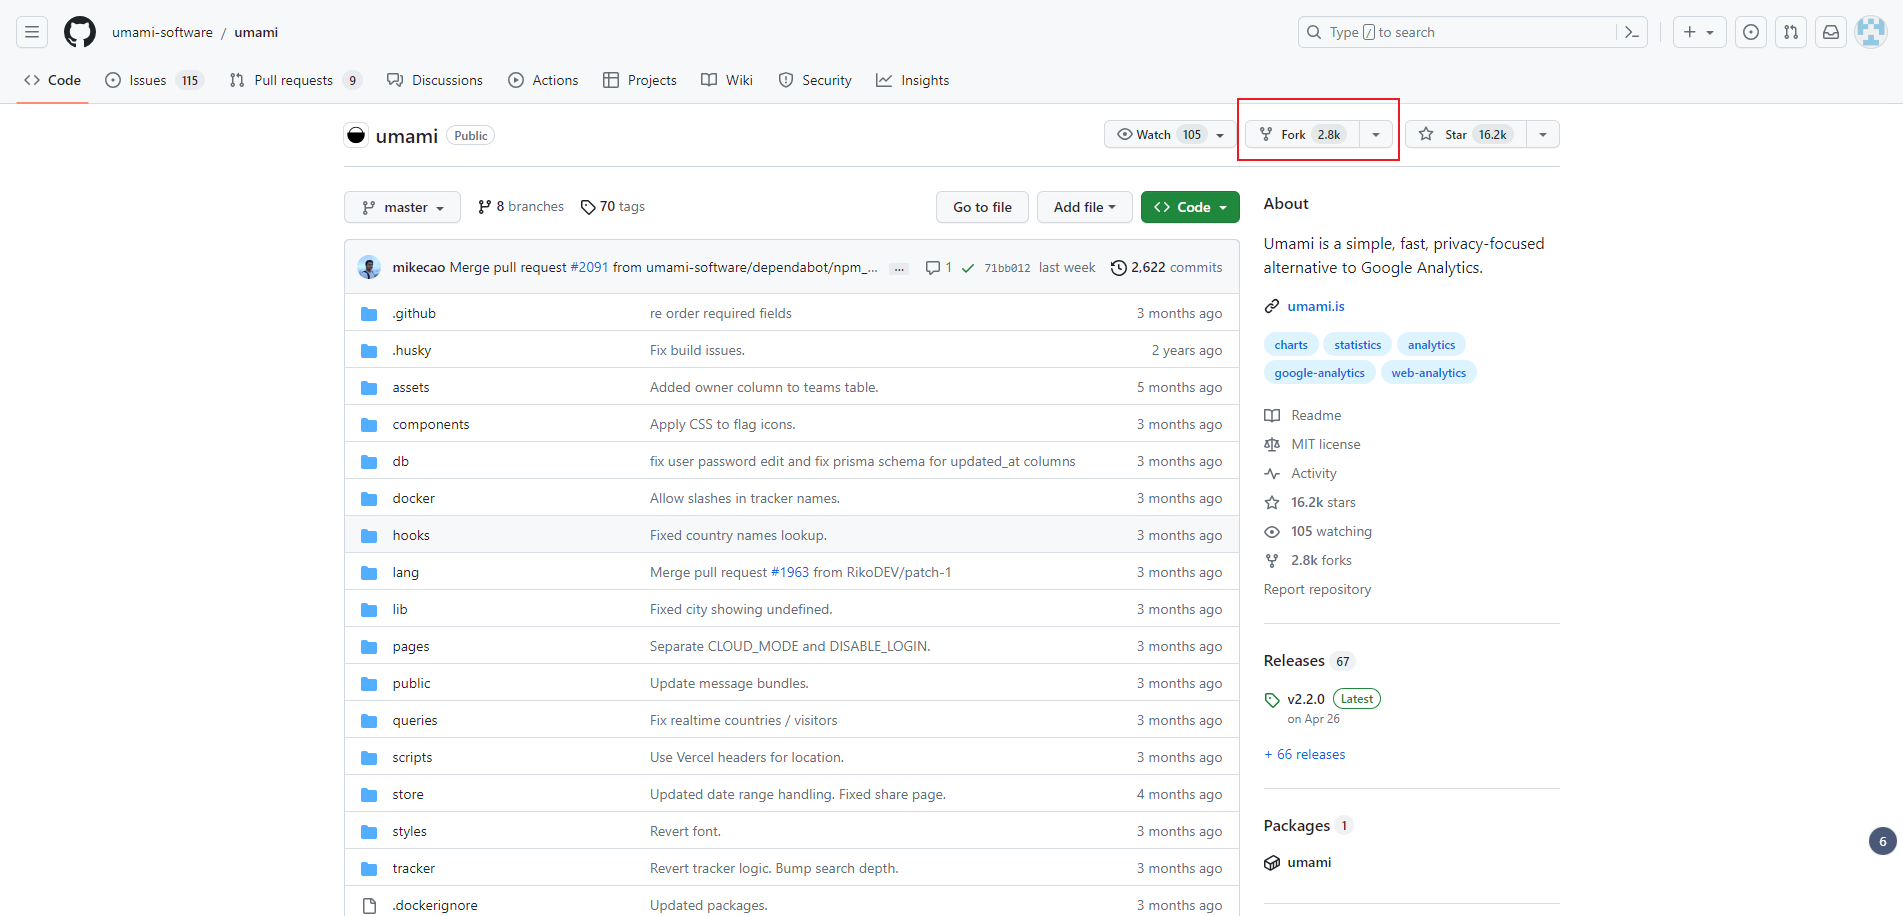 umami-software / umami
Type / to search
Code
Issues 115
Pull requests 9
Discussions
Actions
Projects
Wiki
Security
Insights
umami Public
Watch 105
Fork 2.8k
Star 16.2k
master
8 branches
70 tags
Go to file
Add file
Code
mikecao Merge pull request #2091 from umami-software/dependabot/npm_... ... 1 71bb012 last week 2,622 commits
.github re order required fields 3 months ago
.husky Fix build issues. 2 years ago
assets Added owner column to teams table. 5 months ago
components Apply CSS to flag icons. 3 months ago
db fix user password edit and fix prisma schema for updated_at columns 3 months ago
docker Allow slashes in tracker names. 3 months ago
hooks Fixed country names lookup. 3 months ago
lang Merge pull request #1963 from RikoDEV/patch-1 3 months ago
lib Fixed city showing undefined. 3 months ago
pages Separate CLOUD_MODE and DISABLE_LOGIN. 3 months ago
public Update message bundles. 3 months ago
queries Fix realtime countries / visitors 3 months ago
scripts Use Vercel headers for location. 3 months ago
store Updated date range handling. Fixed share page. 4 months ago
styles Revert font. 3 months ago
tracker Revert tracker logic. Bump search depth. 3 months ago
.dockerignore Updated packages. 3 months ago
About
Umami is a simple, fast, privacy-focused
alternative to Google Analytics.
umami.is
charts statistics analytics
google-analytics web-analytics
Readme
MIT license
Activity
16.2k stars
105 watching
2.8k forks
Report repository
Releases 67
v2.2.0 Latest
on Apr 26
+ 66 releases
Packages 1
umami
6